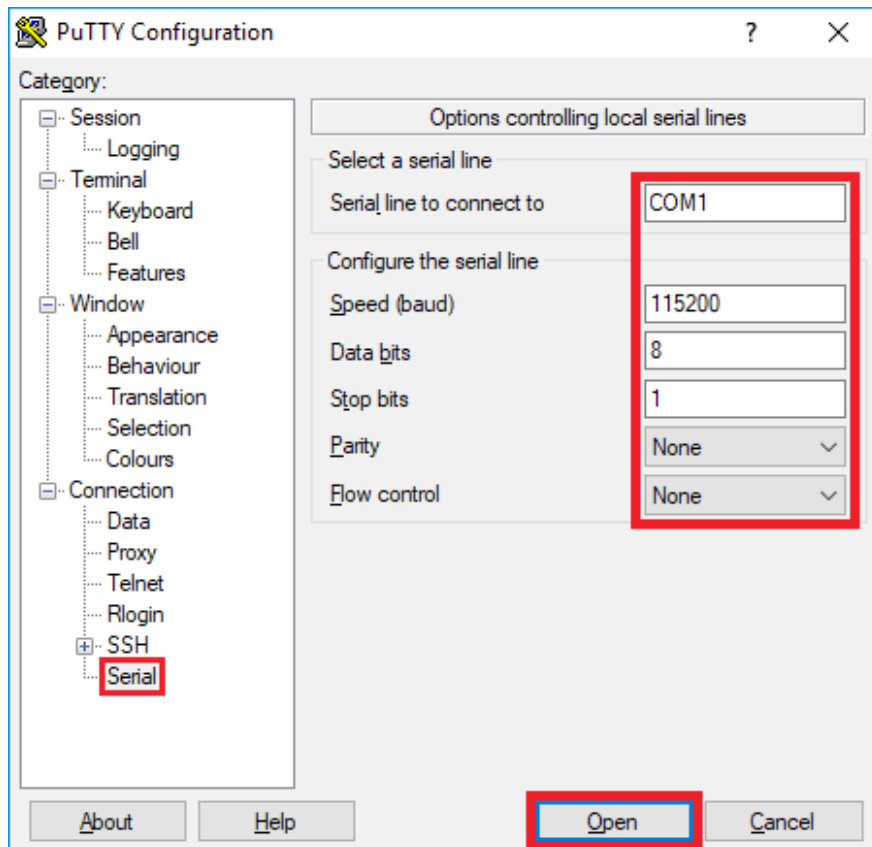 PuTTY Configuration
?
Category:
Session
Logging
Terminal
Keyboard
Bell
Features
Window
Appearance
Behaviour
Translation
Selection
Colours
Connection
Data
Proxy
Telnet
Rlogin
SSH
Serial
Options controlling local serial lines
Select a serial line
Serial line to connect to COM1
Configure the serial line
Speed (baud) 115200
Data bits 8
Stop bits 1
Parity None
Flow control None
About Help Open Cancel